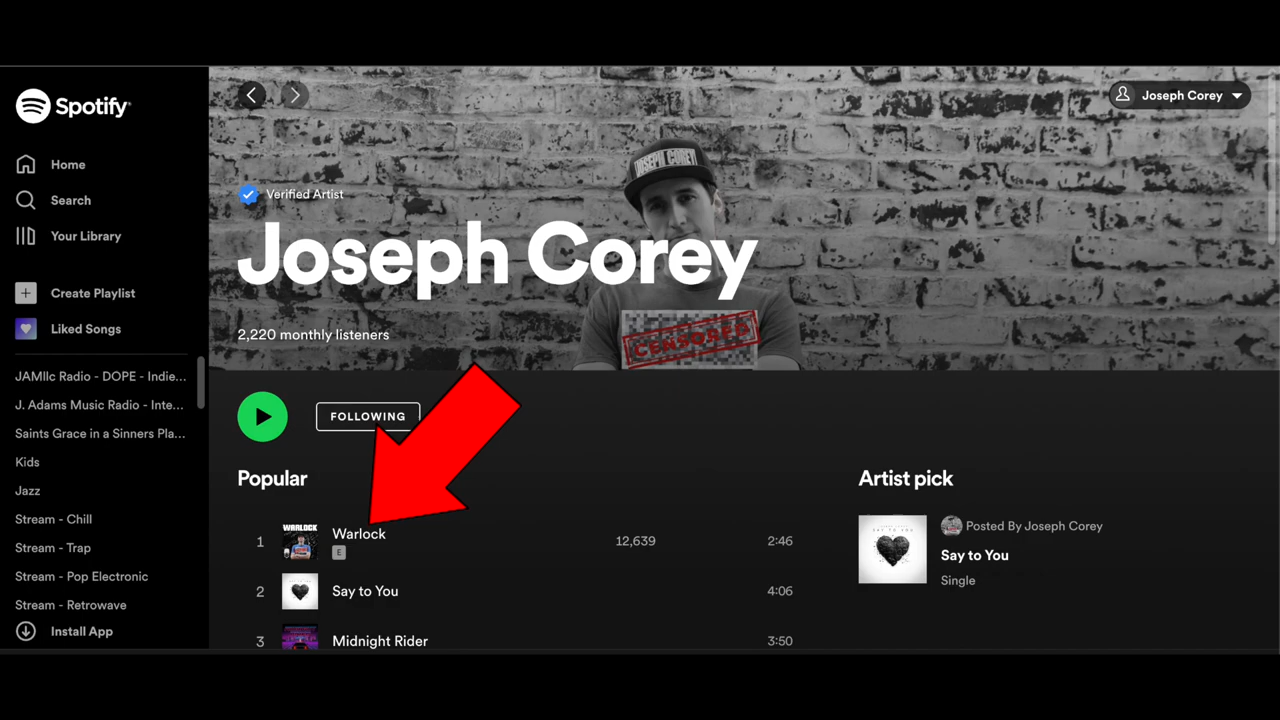 Spotify®
Home
Search
Your Library
Create Playlist
Liked Songs
JAMllc Radio - DOPE - Indie...
J. Adams Music Radio - Inte...
Saints Grace in a Sinners Pla...
Kids
Jazz
Stream - Chill
Stream - Trap
Stream - Pop Electronic
Stream - Retrowave
Install App
Joseph Corey
JOSEPH COREY
Verified Artist
Joseph Corey
2,220 monthly listeners
CENSORED
FOLLOWING
Popular
1 WARLOCK Warlock 12,639 2:46
E
2 Say to You 4:06
3 Midnight Rider 3:50
Artist pick
SAY TO YOU
Posted By Joseph Corey
Say to You
Single